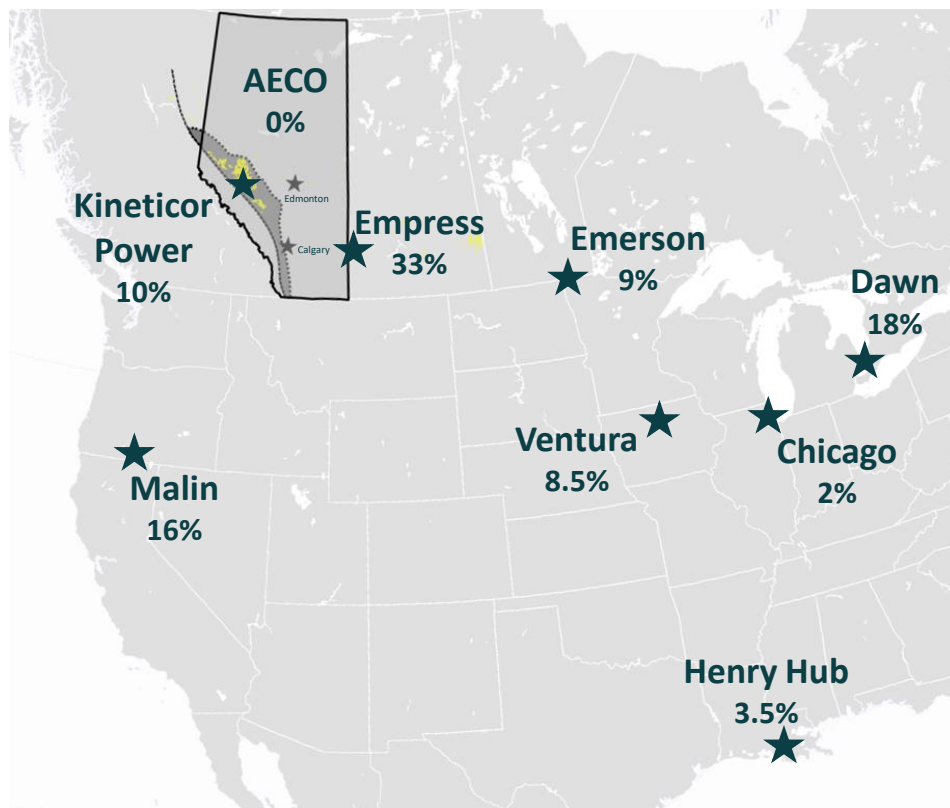 AECO
0%
Kineticor
Power
10%
Edmonton
Calgary
Empress
33%
Emerson
9%
Dawn
18%
Malin
16%
Ventura
8.5%
Chicago
2%
Henry Hub
3.5%